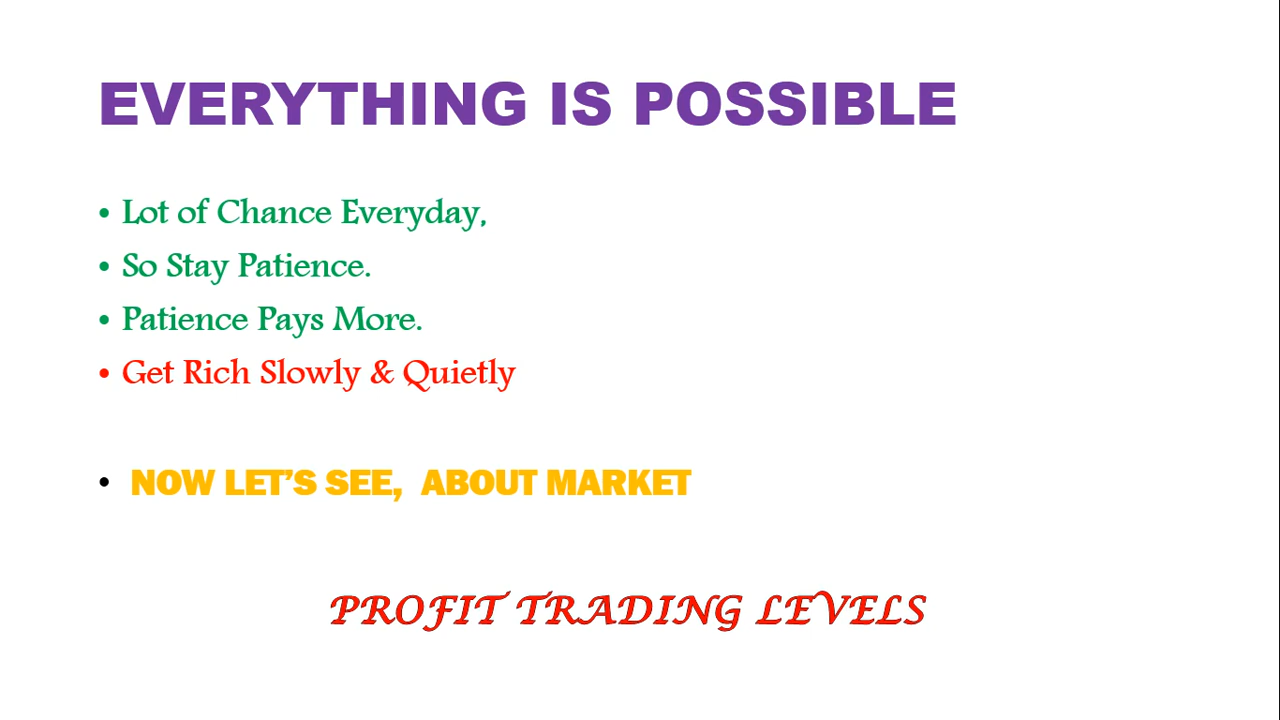 EVERYTHING IS POSSIBLE
• Lot of Chance Everyday,
• So Stay Patience.
• Patience Pays More.
• Get Rich Slowly & Quietly
• NOW LET’S SEE,  ABOUT MARKET
PROFIT TRADING LEVELS